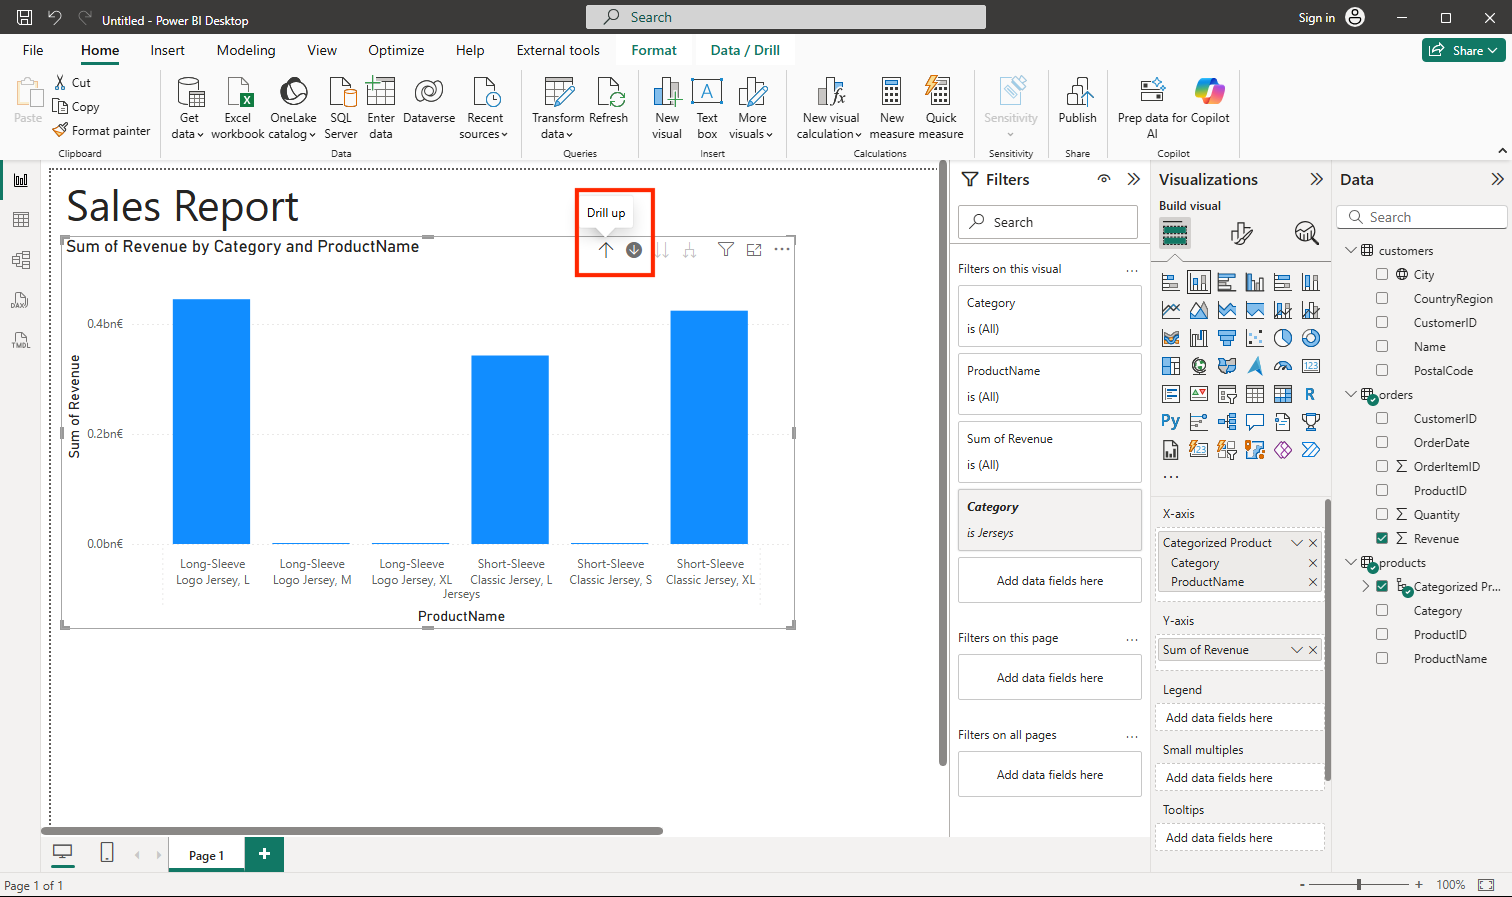 Untitled - Power BI Desktop
Search
Sign in
File
Home
Insert
Modeling
View
Optimize
Help
External tools
Format
Data / Drill
Share
Paste
Cut
Copy
Format painter
Clipboard
Get data
Excel workbook
OneLake catalog
SQL Server
Enter data
Dataverse
Recent sources
Data
Transform data
Refresh
Queries
New visual
Text box
More visuals
Insert
New visual calculation
New measure
Quick measure
Calculations
Sensitivity
Sensitivity
Publish
Share
Prep data for AI
Copilot
Copilot
DAX
TMDL
Sales Report
Drill up
Sum of Revenue by Category and ProductName
Sum of Revenue
0.4bn€
0.2bn€
0.0bn€
Long-Sleeve Logo Jersey, L
Long-Sleeve Logo Jersey, M
Long-Sleeve Logo Jersey, XL
Short-Sleeve Classic Jersey, L
Short-Sleeve Classic Jersey, S
Short-Sleeve Classic Jersey, XL
Jerseys
ProductName
Filters
Search
Filters on this visual
...
Category
is (All)
ProductName
is (All)
Sum of Revenue
is (All)
Category
is Jerseys
Add data fields here
Filters on this page
...
Add data fields here
Filters on all pages
...
Add data fields here
Visualizations
Build visual
123
R
Py
123
...
X-axis
Categorized Product
Category
ProductName
Y-axis
Sum of Revenue
Legend
Add data fields here
Small multiples
Add data fields here
Tooltips
Add data fields here
Data
Search
customers
City
CountryRegion
CustomerID
Name
PostalCode
orders
CustomerID
OrderDate
OrderItemID
ProductID
Quantity
Revenue
products
Categorized Pr...
Category
ProductID
ProductName
Page 1
+
Page 1 of 1
-
+
100%